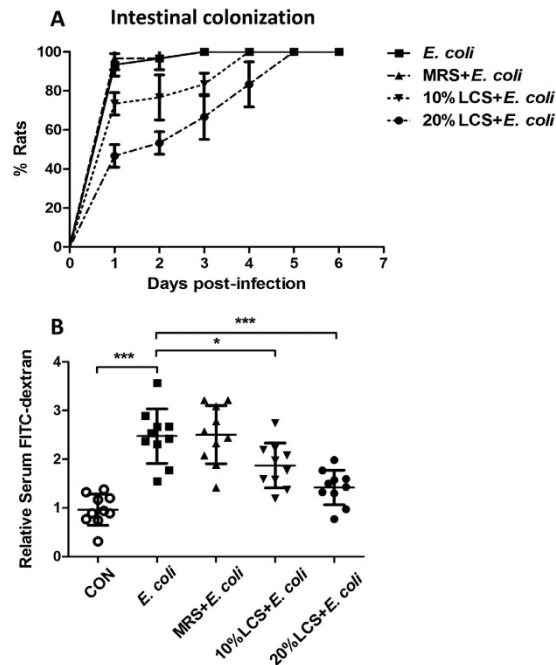 A Intestinal colonization
% Rats
100
80
60
40
20
0
0 1 2 3 4 5 6 7
Days post-infection
E. coli
MRS+E. coli
10% LCS+E. coli
20% LCS+E. coli
B
Relative Serum FITC-dextran
4
3
2
1
0
***
*
***
CON
E. coli
MRS+E. coli
10% LCS+E. coli
20% LCS+E. coli